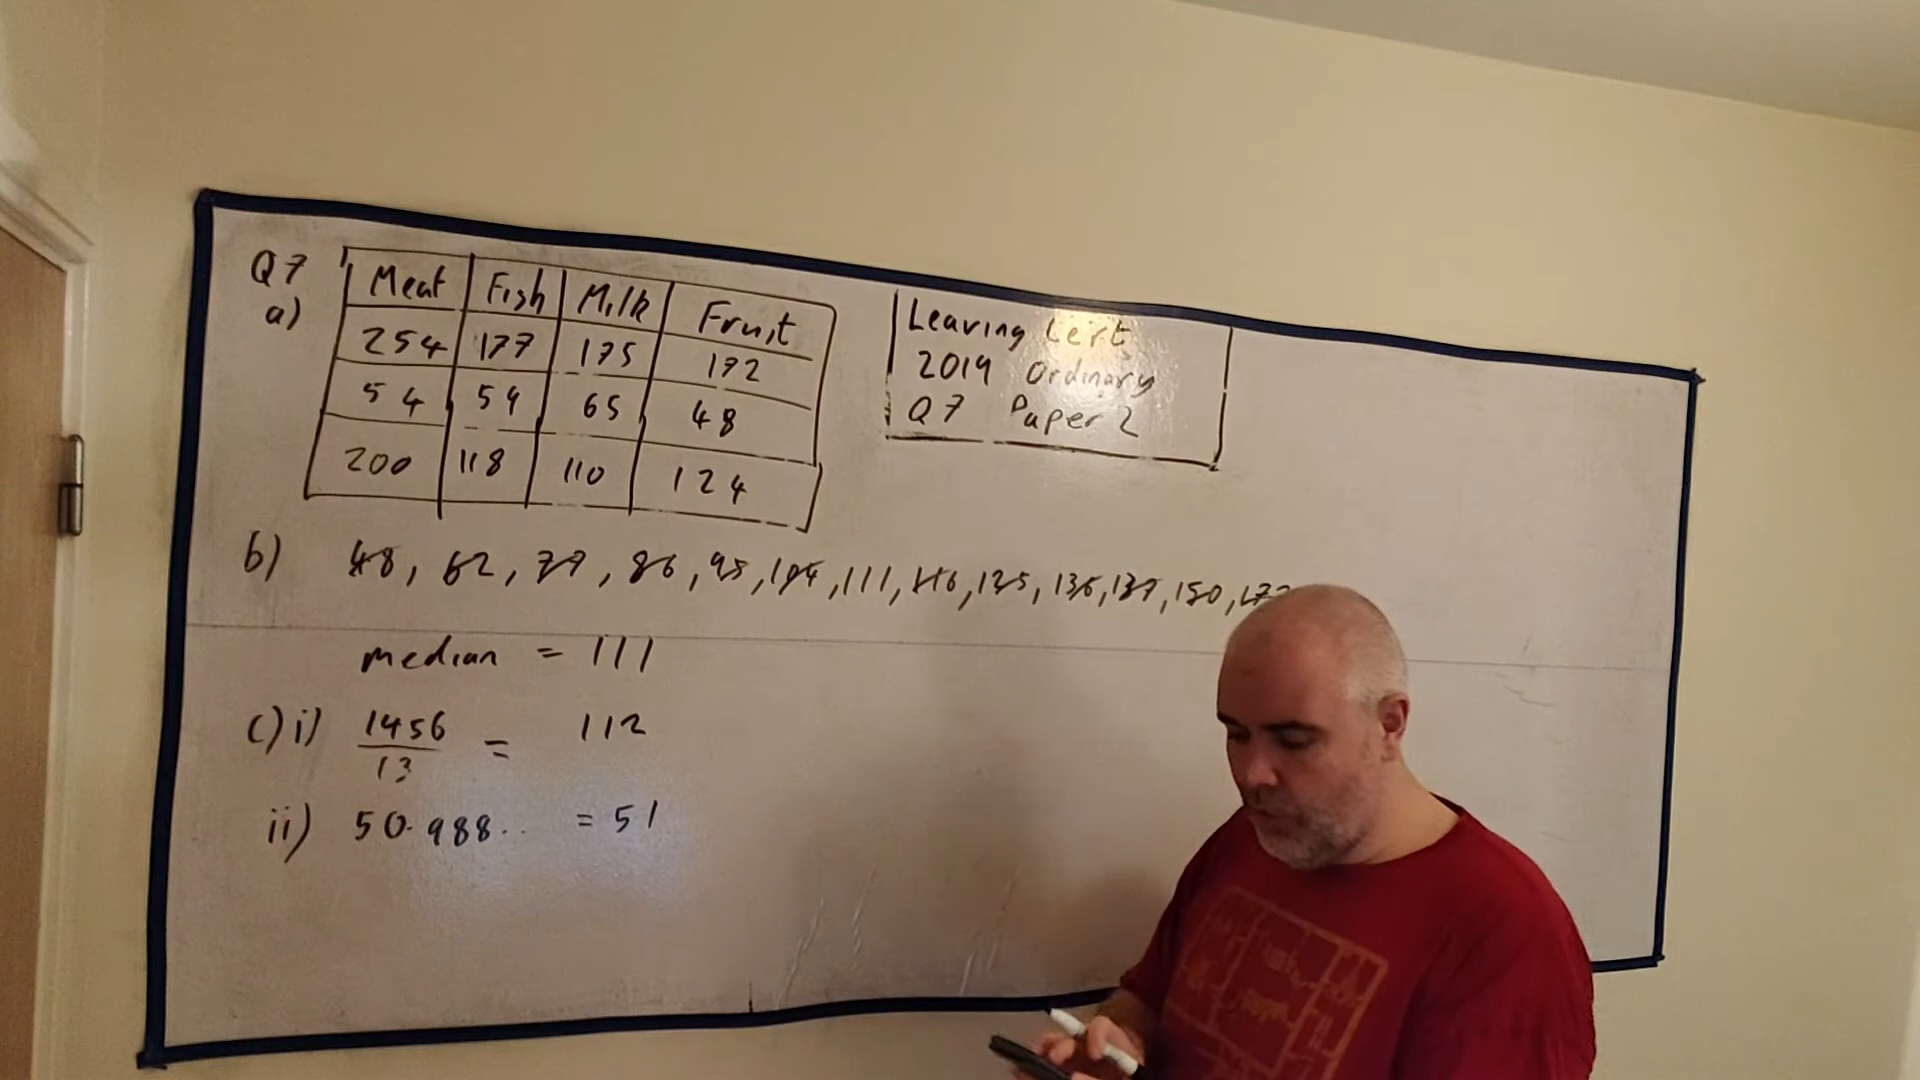 Q7
a)
Meat Fish Milk Fruit
254 177 175 172
54 59 65 48
200 118 110 124
Leaving Cert
2019 Ordinary
Q7 Paper 2
b) 48, 62, 77, 86, 95, 104, 111, 116, 125, 136, 137, 150, 173
median = 111
c) i) 1456
13
= 112
ii) 50.988.. = 51